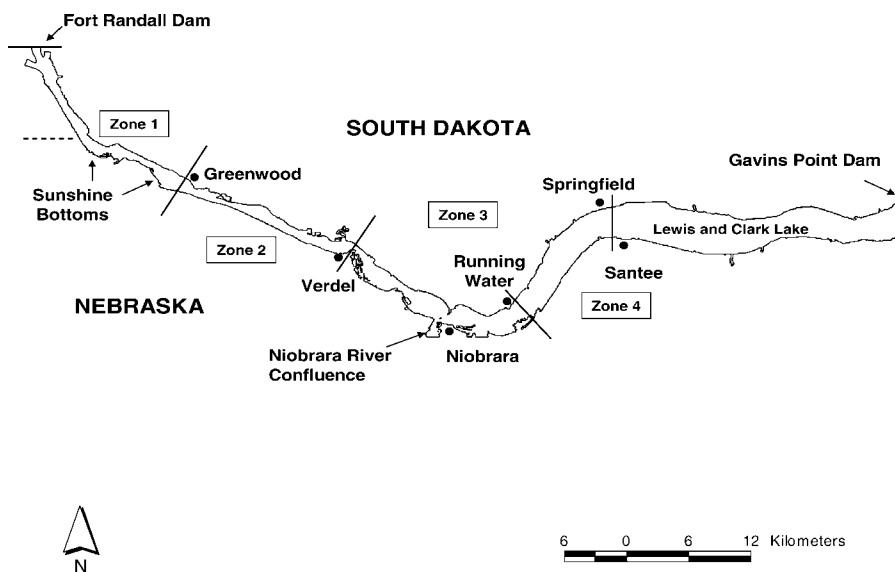 Fort Randall Dam
Zone 1
SOUTH DAKOTA
Gavins Point Dam
Greenwood
Springfield
Sunshine
Bottoms
Zone 3
Lewis and Clark Lake
Zone 2
Running
Water
Santee
Verdel
NEBRASKA
Zone 4
Niobrara River
Confluence
Niobrara
N
6 0 6 12 Kilometers